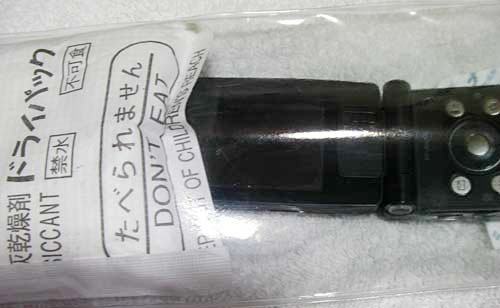 乾燥剤 ドライパック
SICCANT 禁水 不可食
たべられません
DON'T EAT
OF CHILDREN'S REACH